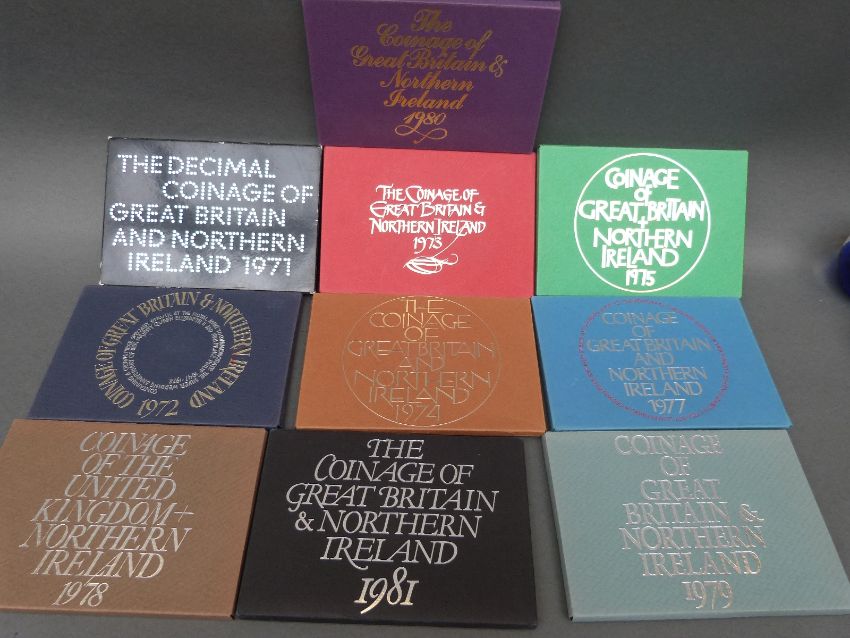 The
Coinage of
Great Britain &
Northern
Ireland
1980
THE DECIMAL
COINAGE OF
GREAT BRITAIN
AND NORTHERN
IRELAND 1971
THE COINAGE OF
GREAT BRITAIN &
NORTHERN IRELAND
1973
COINAGE
OF
GREAT BRITAIN
+
NORTHERN
IRELAND
1975
COINAGE OF GREAT BRITAIN & NORTHERN IRELAND
1972
THE
COINAGE
OF
GREAT BRITAIN
AND
NORTHERN
IRELAND
1974
COINAGE
OF
GREAT BRITAIN
AND
NORTHERN
IRELAND
1977
COINAGE
OF THE
UNITED
KINGDOM +
NORTHERN
IRELAND
1978
THE
COINAGE OF
GREAT BRITAIN
& NORTHERN
IRELAND
1981
COINAGE
OF
GREAT
BRITAIN &
NORTHERN
IRELAND
1979